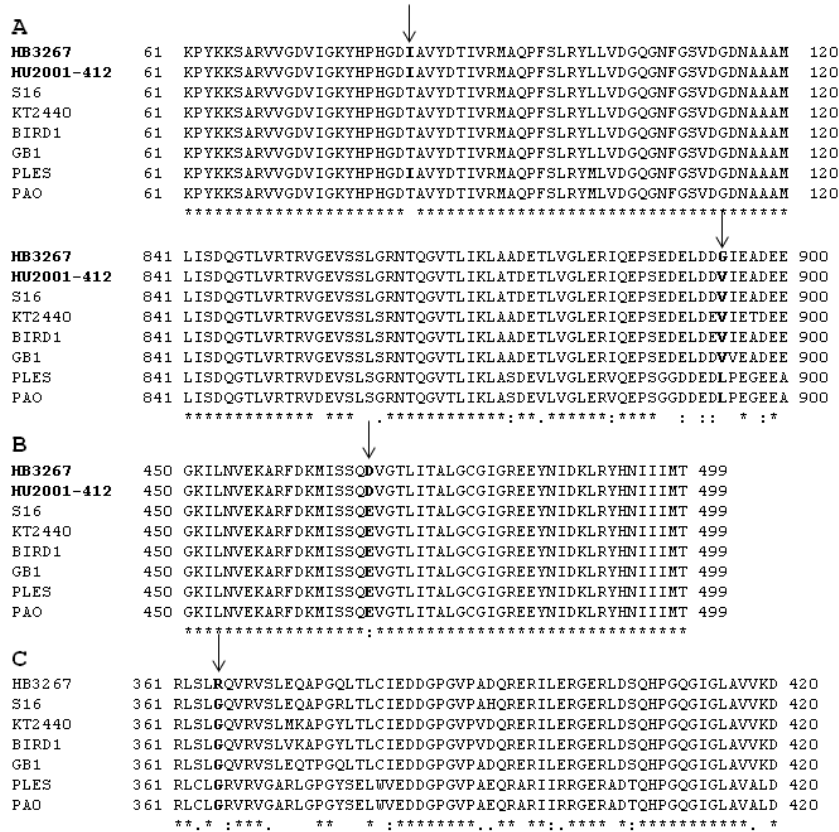 A
HB3267 61 KPYKKSARVVGDVIGKYHPHGDIAVYDTIVRMAQPFSLRYLLVDGQGNFGSVDGDNAAAM 120
HU2001-412 61 KPYKKSARVVGDVIGKYHPHGDIAVYDTIVRMAQPFSLRYLLVDGQGNFGSVDGDNAAAM 120
S16 61 KPYKKSARVVGDVIGKYHPHGDTAVYDTIVRMAQPFSLRYLLVDGQGNFGSVDGDNAAAM 120
KT2440 61 KPYKKSARVVGDVIGKYHPHGDTAVYDTIVRMAQPFSLRYLLVDGQGNFGSVDGDNAAAM 120
BIRD1 61 KPYKKSARVVGDVIGKYHPHGDTAVYDTIVRMAQPFSLRYLLVDGQGNFGSVDGDNAAAM 120
GB1 61 KPYKKSARVVGDVIGKYHPHGDTAVYDTIVRMAQPFSLRYLLVDGQGNFGSVDGDNAAAM 120
PLES 61 KPYKKSARVVGDVIGKYHPHGDIAVYDTIVRMAQPFSLRYMLVDGQGNFGSVDGDNAAAM 120
PAO 61 KPYKKSARVVGDVIGKYHPHGDTAVYDTIVRMAQPFSLRYMLVDGQGNFGSVDGDNAAAM 120
********************** *************************************
HB3267 841 LISDQGTLVRTRVGEVSSLGRNTQGVTLIKLAADETLVGLERIQEPSEDELDDGIEADEE 900
HU2001-412 841 LISDQGTLVRTRVGEVSSLGRNTQGVTLIKLATDETLVGLERIQEPSEDELDDVIEADEE 900
S16 841 LISDQGTLVRTRVGEVSSLGRNTQGVTLIKLATDETLVGLERIQEPSEDELDDVIEADEE 900
KT2440 841 LISDQGTLVRTRVGEVSSLGRNTQGVTLIKLAADETLVGLERIQEPSEDELDEVIETDEE 900
BIRD1 841 LISDQGTLVRTRVGEVSSLGRNTQGVTLIKLAADETLVGLERIQEPSEDELDEVIEADEE 900
GB1 841 LISDQGTLVRTRVGEVSSLGRNTQGVTLIKLAADETLVGLERIQEPSEDELDDVVEADEE 900
PLES 841 LISDQGTLVRTRVDEVSLSGRNTQGVTLIKLASDEVLVGLERVQEPSGGDDEDLPEGEEA 900
PAO 841 LISDQGTLVRTRVDEVSLSGRNTQGVTLIKLASDEVLVGLERVQEPSGGDDEDLPEGEEA 900
************* ***  .************:**.******:****  : ::  * : *
B
HB3267 450 GKILNVEKARFDKMISSQDVGTLITALGCGIGREEYNIDKLRYHNIIIMT 499
HU2001-412 450 GKILNVEKARFDKMISSQDVGTLITALGCGIGREEYNIDKLRYHNIIIMT 499
S16 450 GKILNVEKARFDKMISSQEVGTLITALGCGIGREEYNIDKLRYHNIIIMT 499
KT2440 450 GKILNVEKARFDKMISSQEVGTLITALGCGIGREEYNIDKLRYHNIIIMT 499
BIRD1 450 GKILNVEKARFDKMISSQEVGTLITALGCGIGREEYNIDKLRYHNIIIMT 499
GB1 450 GKILNVEKARFDKMISSQEVGTLITALGCGIGREEYNIDKLRYHNIIIMT 499
PLES 450 GKILNVEKARFDKMISSQEVGTLITALGCGIGREEYNIDKLRYHNIIIMT 499
PAO 450 GKILNVEKARFDKMISSQEVGTLITALGCGIGREEYNIDKLRYHNIIIMT 499
******************:*******************************
C
HB3267 361 RLSLRQVRVSLEQAPGQLTLCIEDDGPGVPADQRERILERGERLDSQHPGQGIGLAVVKD 420
S16 361 RLSLGQVRVSLEQAPGRLTLCIEDDGPGVPAHQRERILERGERLDSQHPGQGIGLAVVKD 420
KT2440 361 RLSLGQVRVSLMKAPGYLTLCIEDDGPGVPVDQRERILERGERLDSQHPGQGIGLAVVKD 420
BIRD1 361 RLSLGQVRVSLVKAPGYLTLCIEDDGPGVPVDQRERILERGERLDSQHPGQGIGLAVVKD 420
GB1 361 RLSLGQVRVSLEQTPGQLTLCIEDDGPGVPADQRERILERGERLDSQHPGQGIGLAVVKD 420
PLES 361 RLCLGRVRVGARLGPGYSELWVEDDGPGVPAEQRARIIRRGERADTQHPGQGIGLAVALD 420
PAO 361 RLCLGRVRVGARLGPGYSELWVEDDGPGVPAEQRARIIRRGERADTQHPGQGIGLAVALD 420
**.* :***.    **   * :********..** **:.**** *:***********. *